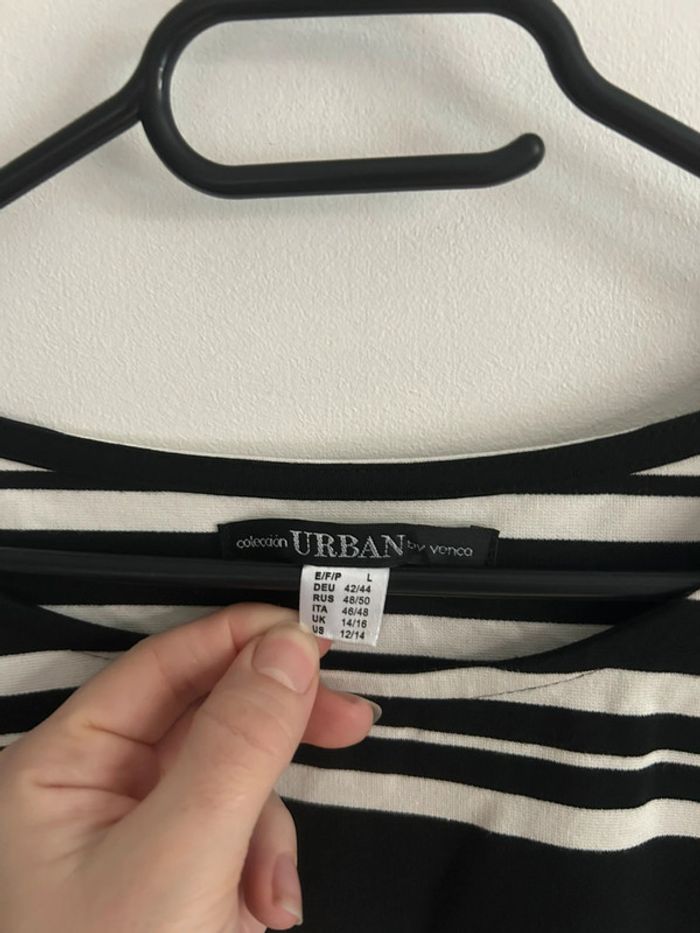 colección URBAN by venca
E/F/P L
DEU 42/44
RUS 48/50
ITA 46/48
UK 14/16
US 12/14